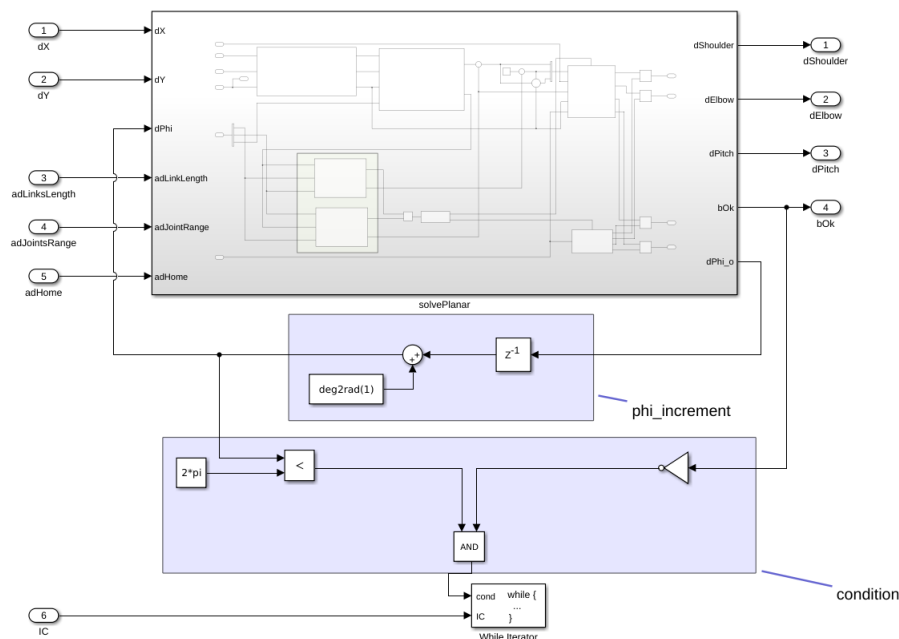 1
dX
dX
dShoulder
1
dShoulder
2
dY
dY
dElbow
2
dElbow
dPhi
dPitch
3
dPitch
3
adLinksLength
adLinkLength
bOk
4
bOk
4
adJointsRange
adJointRange
dPhi_o
5
adHome
adHome
solvePlanar
+
+
Z-1
deg2rad(1)
phi_increment
2*pi
<
AND
condition
cond
while {
...
IC
}
While Iterator
6
IC